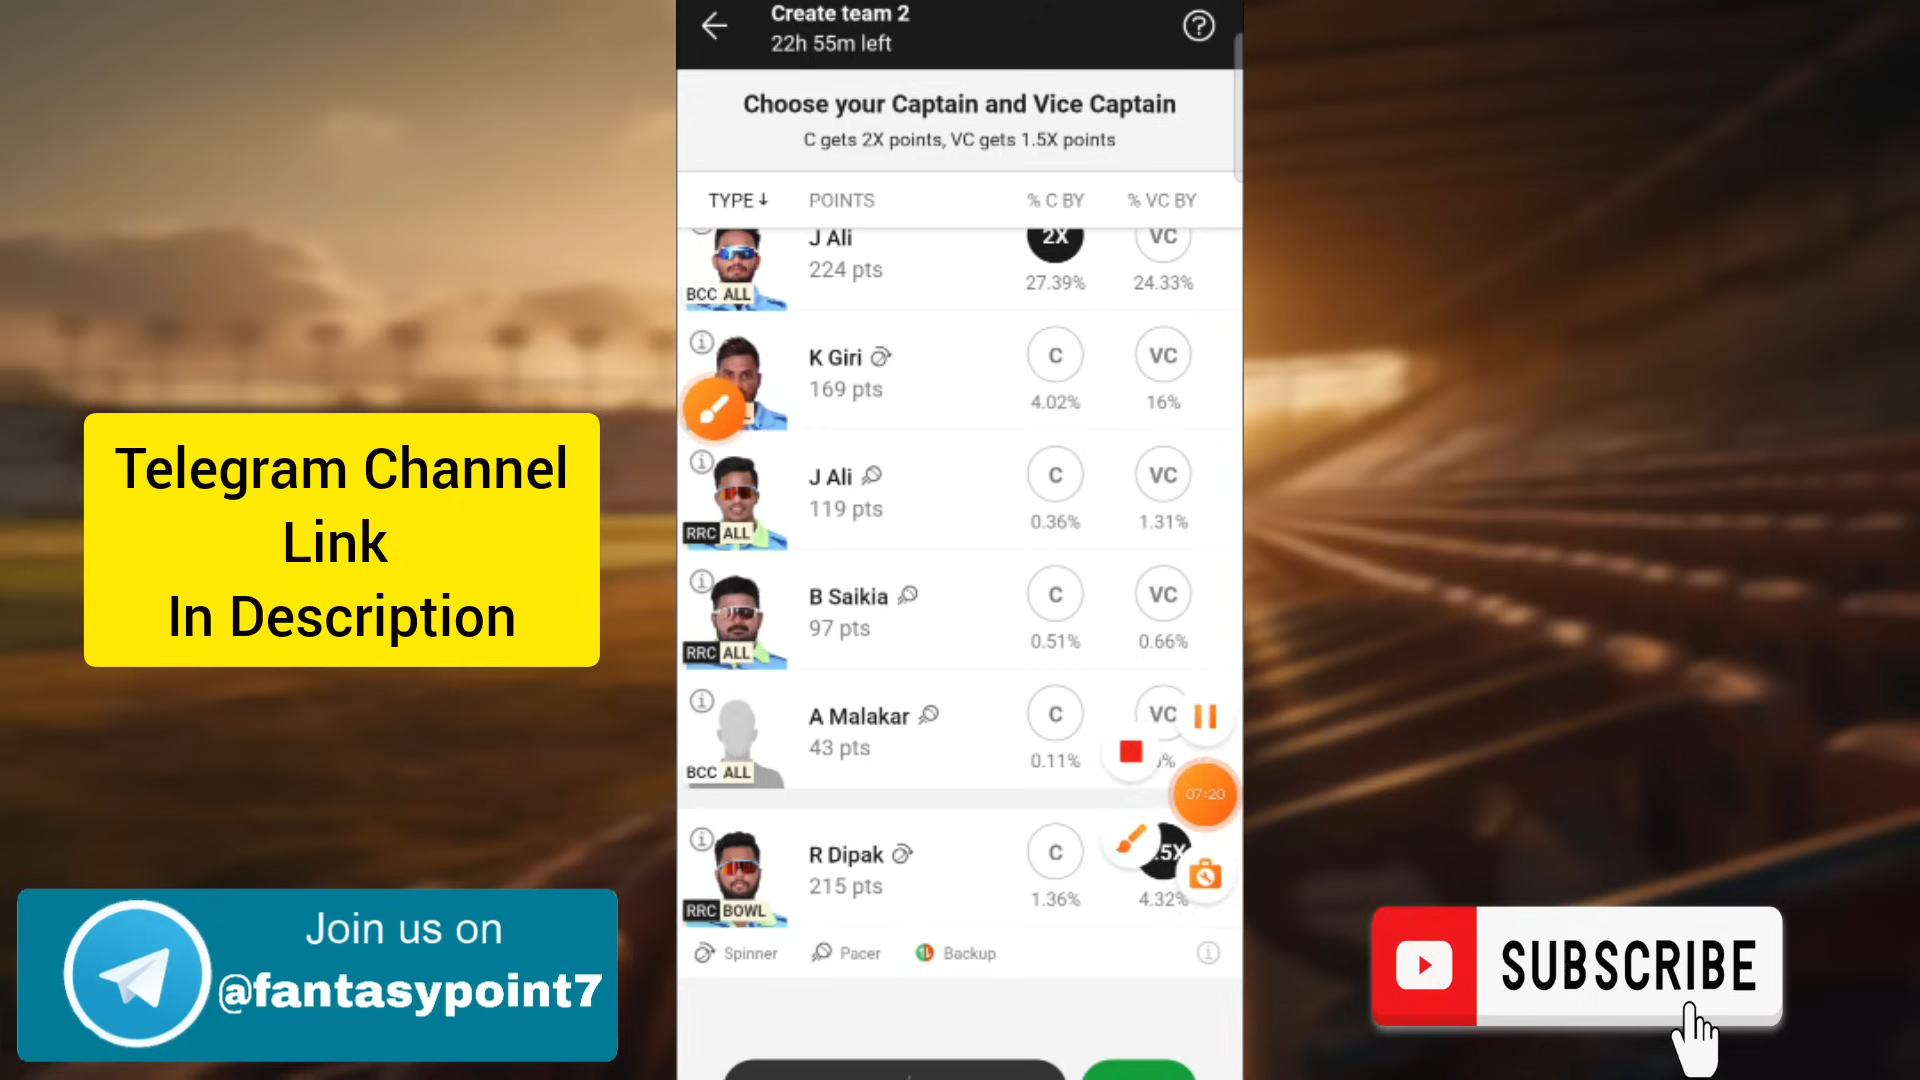 Create team 2
22h 55m left
Choose your Captain and Vice Captain
C gets 2X points, VC gets 1.5X points
TYPE POINTS % C BY % VC BY
J Ali
224 pts
2X VC
27.39% 24.33%
BCC ALL
K Giri
169 pts
C VC
4.02% 16%
J Ali
119 pts
C VC
0.36% 1.31%
RRC ALL
B Saikia
97 pts
C VC
0.51% 0.66%
RRC ALL
A Malakar
43 pts
C VC
0.11%
BCC ALL
07:20
R Dipak
215 pts
C
1.36% 4.32%
RRC BOWL
Spinner Pacer Backup
Telegram Channel
Link
In Description
Join us on
@fantasypoint7
SUBSCRIBE